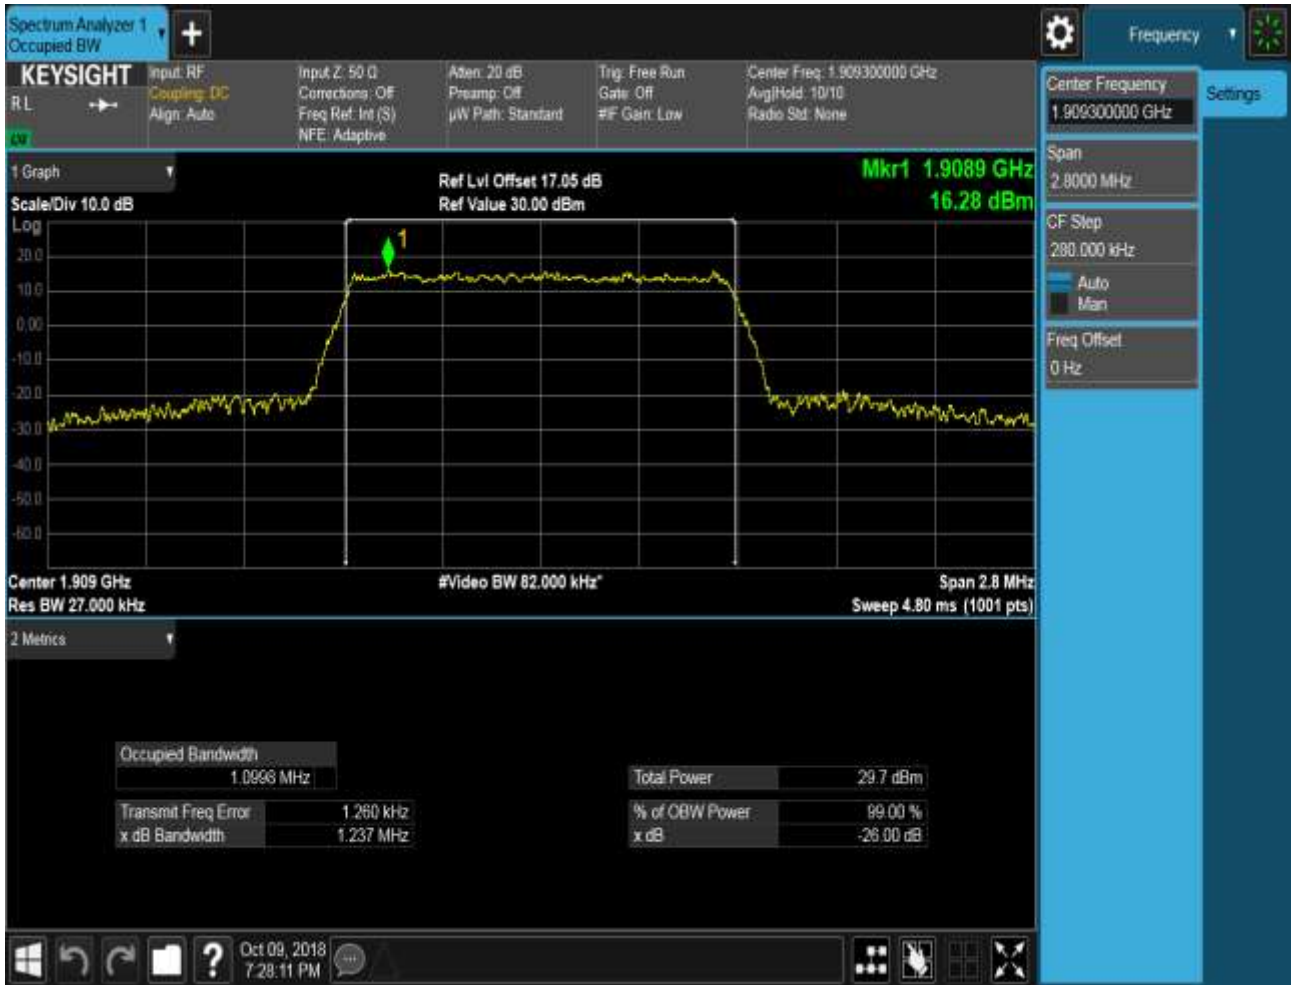 Spectrum Analyzer 1
Occupied BW
Frequency
KEYSIGHT
RL
Input: RF
Coupling: DC
Align: Auto
Input Z: 50 Ω
Corrections: Off
Freq Ref: Int (S)
NFE: Adaptive
Atten: 20 dB
Preamp: Off
µW Path: Standard
Trig: Free Run
Gate: Off
#IF Gain: Low
Center Freq: 1.909300000 GHz
Avg|Hold: 10/10
Radio Std: None
Center Frequency
1.909300000 GHz
Settings
Span
2.8000 MHz
CF Step
280.000 kHz
Auto
Man
Freq Offset
0 Hz
1 Graph
Scale/Div 10.0 dB
Ref Lvl Offset 17.05 dB
Ref Value 30.00 dBm
Mkr1 1.9089 GHz
16.28 dBm
Log
1
20.0
10.0
0.00
-10.0
-20.0
-30.0
-40.0
-50.0
-60.0
Center 1.909 GHz
#Video BW 82.000 kHz*
Span 2.8 MHz
Res BW 27.000 kHz
Sweep 4.80 ms (1001 pts)
2 Metrics
Occupied Bandwidth
1.0998 MHz
Transmit Freq Error 1.260 kHz
x dB Bandwidth 1.237 MHz
Total Power 29.7 dBm
% of OBW Power 99.00 %
x dB -26.00 dB
?
Oct 09, 2018
7:28:11 PM